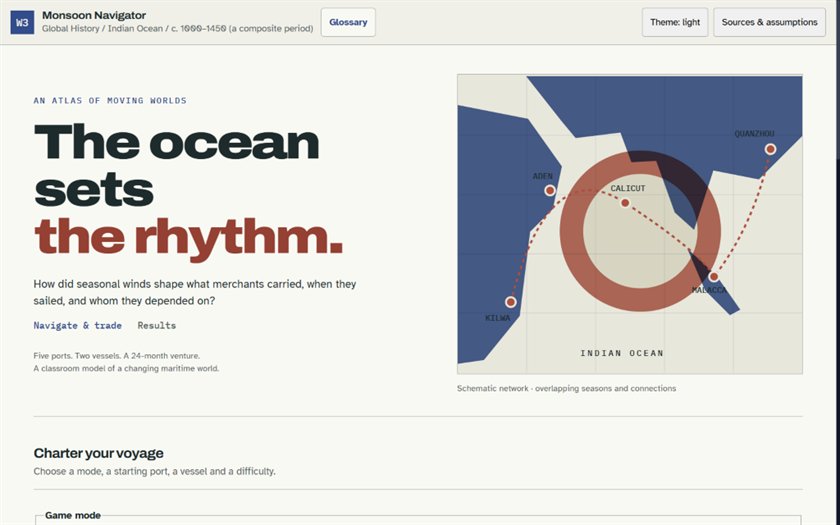 W3
Monsoon Navigator
Global History / Indian Ocean / c. 1000–1450 (a composite period)
Glossary
Theme: light
Sources & assumptions
AN ATLAS OF MOVING WORLDS
The ocean
sets
the rhythm.
How did seasonal winds shape what merchants carried, when they
sailed, and whom they depended on?
Navigate & trade
Results
Five ports. Two vessels. A 24-month venture.
A classroom model of a changing maritime world.
QUANZHOU
ADEN
CALICUT
MALACCA
KILWA
INDIAN OCEAN
Schematic network · overlapping seasons and connections
Charter your voyage
Choose a mode, a starting port, a vessel and a difficulty.
Game mode